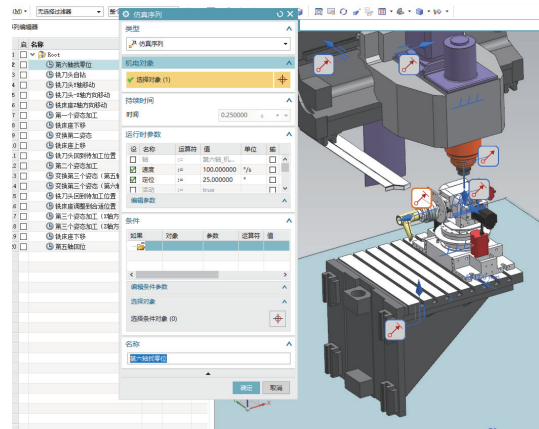 (M)
无选择过滤器
仿真序列
类型
仿真序列
机电对象
选择对象 (1)
持续时间
时间 0.250000 s
运行时参数
设 名称 运算符 值 单位 输
轴 := 第六轴_机...
速度 := 100.000000 °/s
定位 := 25.000000 °
活动 := true
编辑参数
条件
如果 对象 参数 运算符 值
编辑条件参数
选择对象
选择条件对象 (0)
名称
第六轴找零位
确定 取消
列编辑器
启 名称
Root
第六轴找零位
铣刀头自钻
铣刀头X轴移动
铣刀头-Z轴方向移动
铣床座Z轴方向移动
第一个姿态加工
铣床座下移
变换第二姿态
铣床座上移
铣刀头回到待加工位置
第二个姿态加工
变换第三个姿态（第五轴
变换第三个姿态（第六轴
铣刀头回到待加工位置
铣床座调整到合适位置
第三个姿态加工（X轴方
第三个姿态加工（Z轴方
铣床座下移
第五轴回位